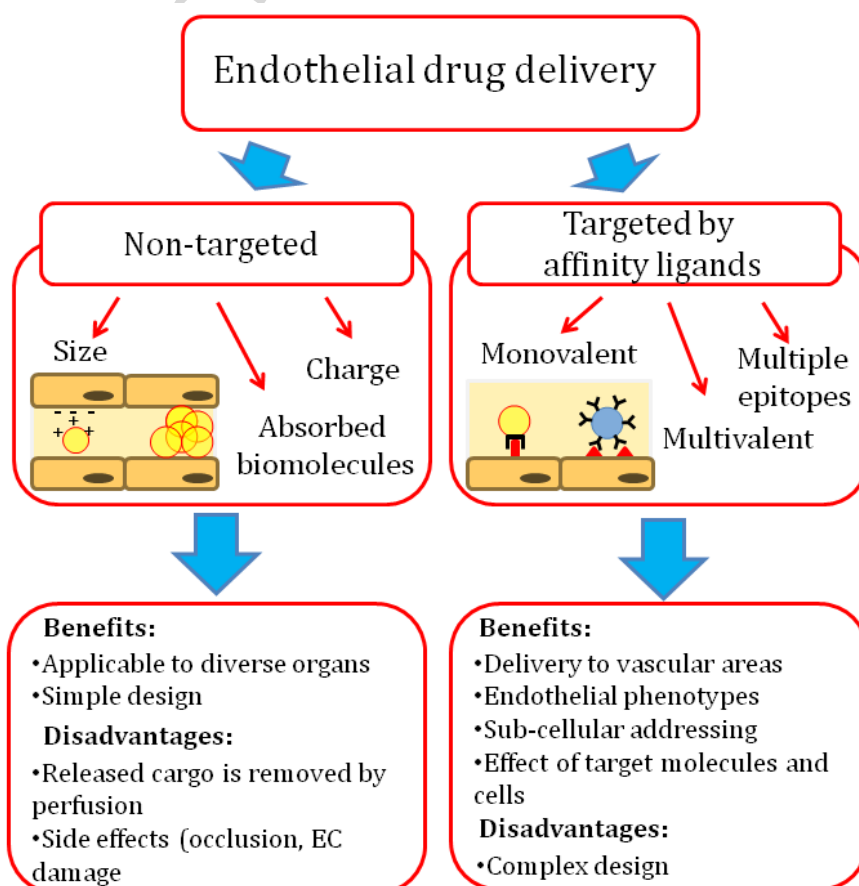 Endothelial drug delivery
Non-targeted
Size
Charge
Absorbed
biomolecules
- - -
+
+ +
Targeted by
affinity ligands
Monovalent
Multiple
epitopes
Multivalent
Benefits:
•Applicable to diverse organs
•Simple design
Disadvantages:
•Released cargo is removed by
perfusion
•Side effects (occlusion, EC
damage
Benefits:
•Delivery to vascular areas
•Endothelial phenotypes
•Sub-cellular addressing
•Effect of target molecules and
cells
Disadvantages:
•Complex design